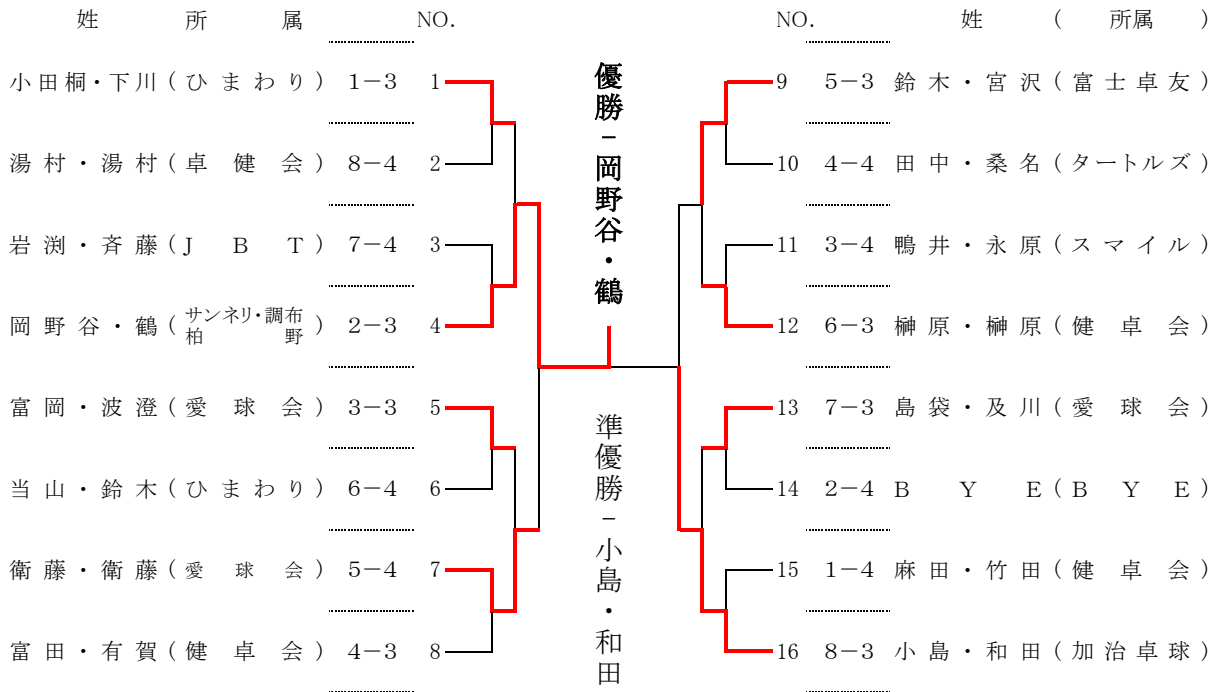 姓 所 属 NO. NO. 姓 ( 所属 )
小田桐・下川(ひまわり) 1−3 1
湯村・湯村(卓健会) 8−4 2
岩渕・斉藤(JBT) 7−4 3
岡野谷・鶴(サンネリ・調布柏野) 2−3 4
富岡・波澄(愛球会) 3−3 5
当山・鈴木(ひまわり) 6−4 6
衛藤・衛藤(愛球会) 5−4 7
富田・有賀(健卓会) 4−3 8
優勝−岡野谷・鶴
準優勝−小島・和田
9 5−3 鈴木・宮沢(富士卓友)
10 4−4 田中・桑名(タートルズ)
11 3−4 鴨井・永原(スマイル)
12 6−3 榊原・榊原(健卓会)
13 7−3 島袋・及川(愛球会)
14 2−4 BYE(BYE)
15 1−4 麻田・竹田(健卓会)
16 8−3 小島・和田(加治卓球)